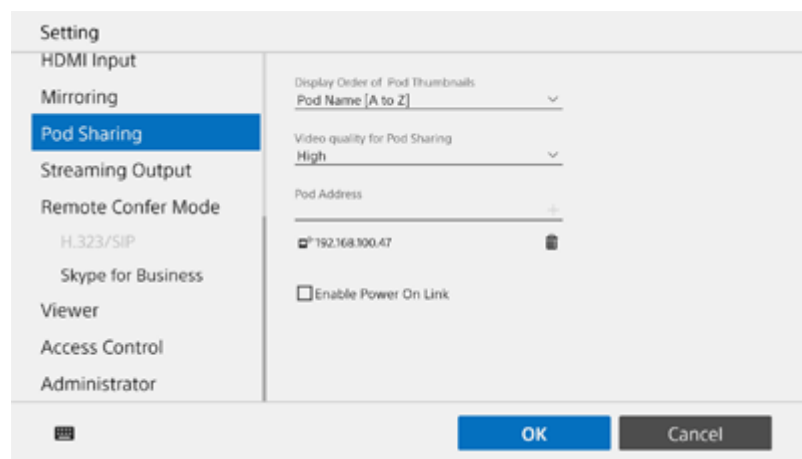 Setting
HDMI Input
Mirroring
Pod Sharing
Streaming Output
Remote Confer Mode
H.323/SIP
Skype for Business
Viewer
Access Control
Administrator
Display Order of Pod Thumbnails
Pod Name [A to Z]
Video quality for Pod Sharing
High
Pod Address
192.168.100.47
Enable Power On Link
OK
Cancel